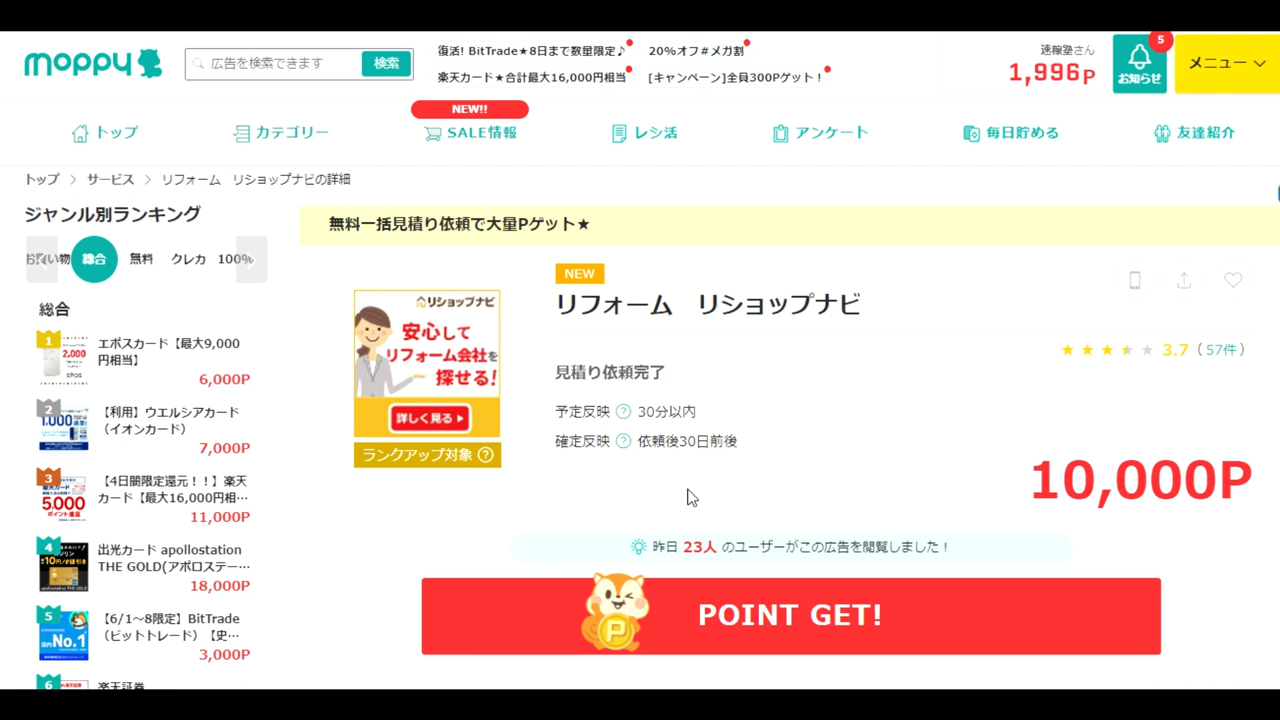 moppy
広告を検索できます
検索
復活! BitTrade★8日まで数量限定♪
20%オフ#メガ割
楽天カード★合計最大16,000円相当
[キャンペーン]全員300Pゲット！
速稼塾さん
1,996P
5
お知らせ
メニュー
NEW!!
トップ
カテゴリー
SALE情報
レシ活
アンケート
毎日貯める
友達紹介
トップ > サービス > リフォーム　リショップナビの詳細
ジャンル別ランキング
お買い物
総合
無料
クレカ
100%
総合
1
エポスカード【最大9,000
円相当】
6,000P
2
【利用】ウエルシアカード
（イオンカード）
7,000P
3
【4日間限定還元！！】楽天
カード【最大16,000円相…
11,000P
4
出光カード apollostation
THE GOLD(アポロステー…
18,000P
5
【6/1～8限定】BitTrade
（ビットトレード）【史…
3,000P
6
楽天証券
無料一括見積り依頼で大量Pゲット★
NEW
リフォーム　リショップナビ
リショップナビ
安心して
リフォーム会社を
探せる!
詳しく見る
ランクアップ対象 ?
3.7 ( 57件 )
見積り依頼完了
予定反映 ? 30分以内
確定反映 ? 依頼後30日前後
10,000P
昨日 23人 のユーザーがこの広告を閲覧しました！
POINT GET!